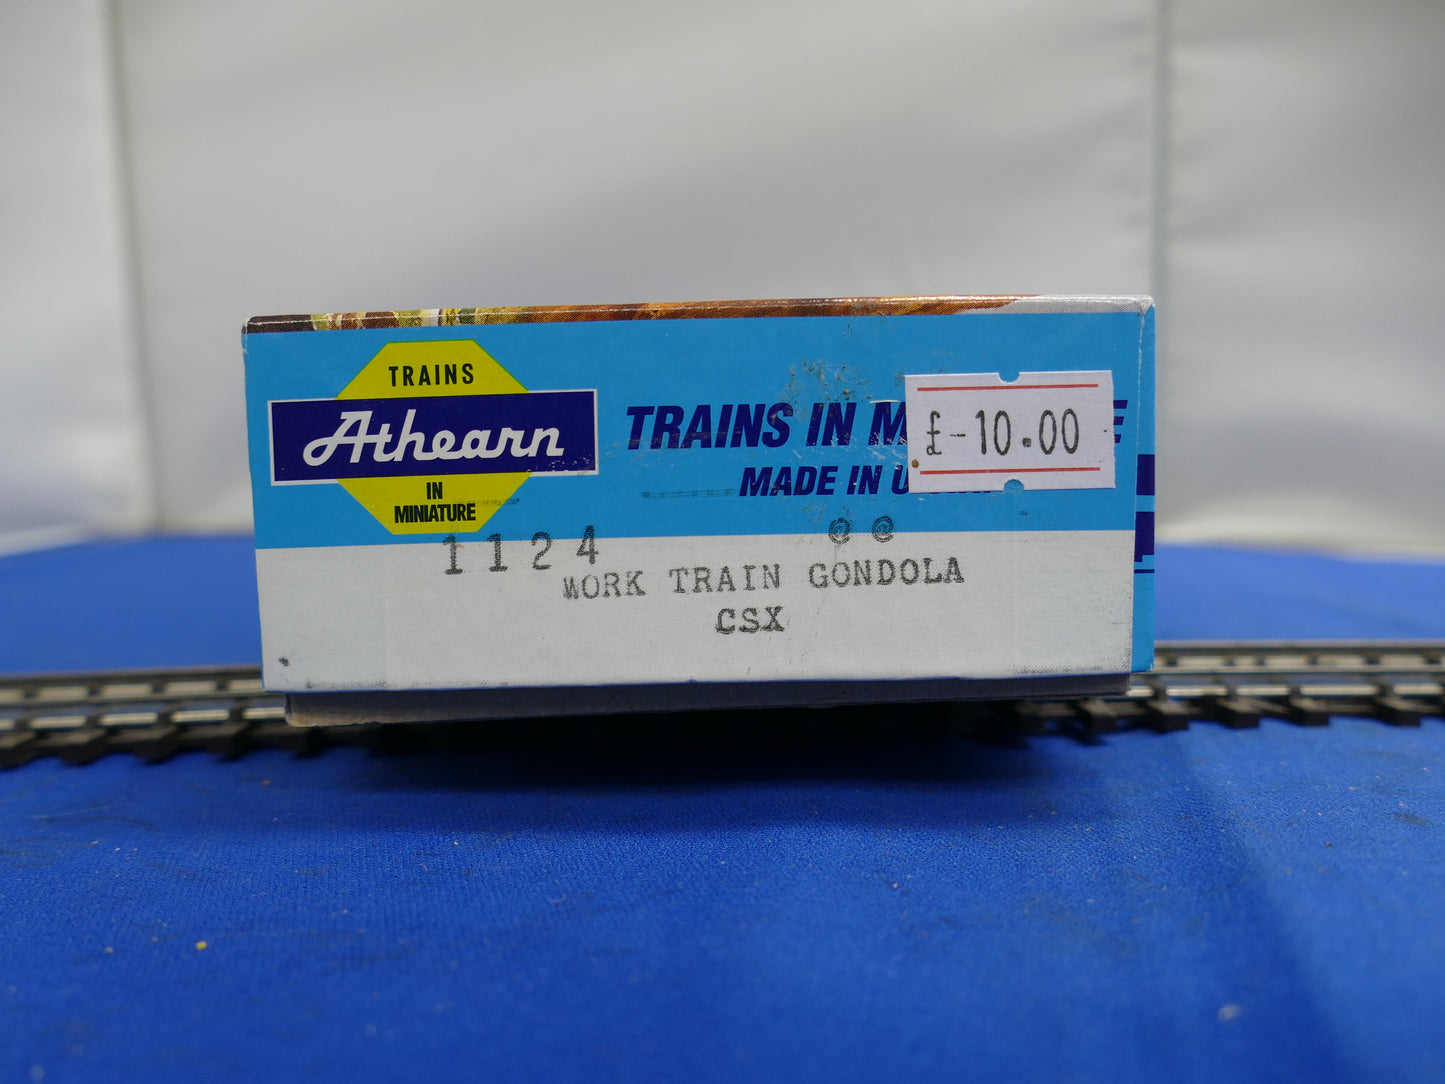 TRAINS
Athearn
IN
MINIATURE
TRAINS IN M
MADE IN U
£-10.00
1124 @@
WORK TRAIN GONDOLA
CSX